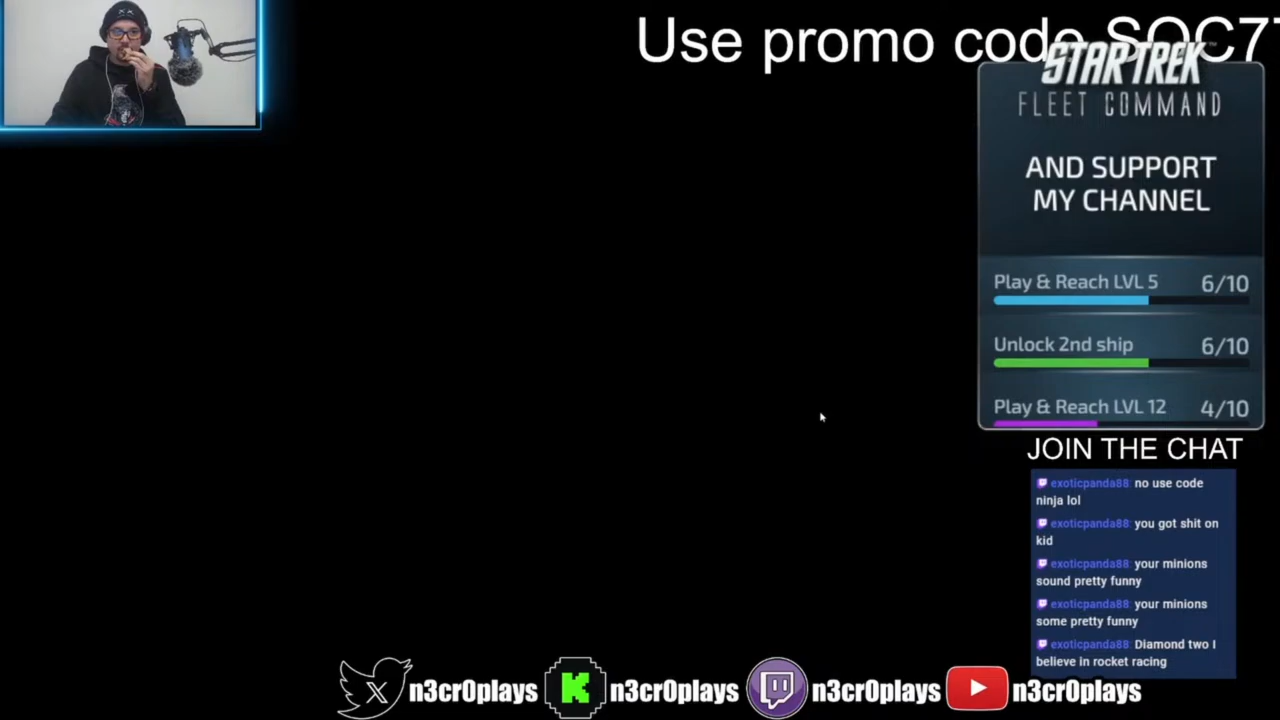 Use promo code SOC77
STAR TREK
FLEET COMMAND
AND SUPPORT
MY CHANNEL
Play & Reach LVL 5 6/10
Unlock 2nd ship 6/10
Play & Reach LVL 12 4/10
JOIN THE CHAT
exoticpanda88: no use code
ninja lol
exoticpanda88: you got shit on
kid
exoticpanda88: your minions
sound pretty funny
exoticpanda88: your minions
some pretty funny
exoticpanda88: Diamond two I
believe in rocket racing
n3cr0plays K n3cr0plays n3cr0plays n3cr0plays